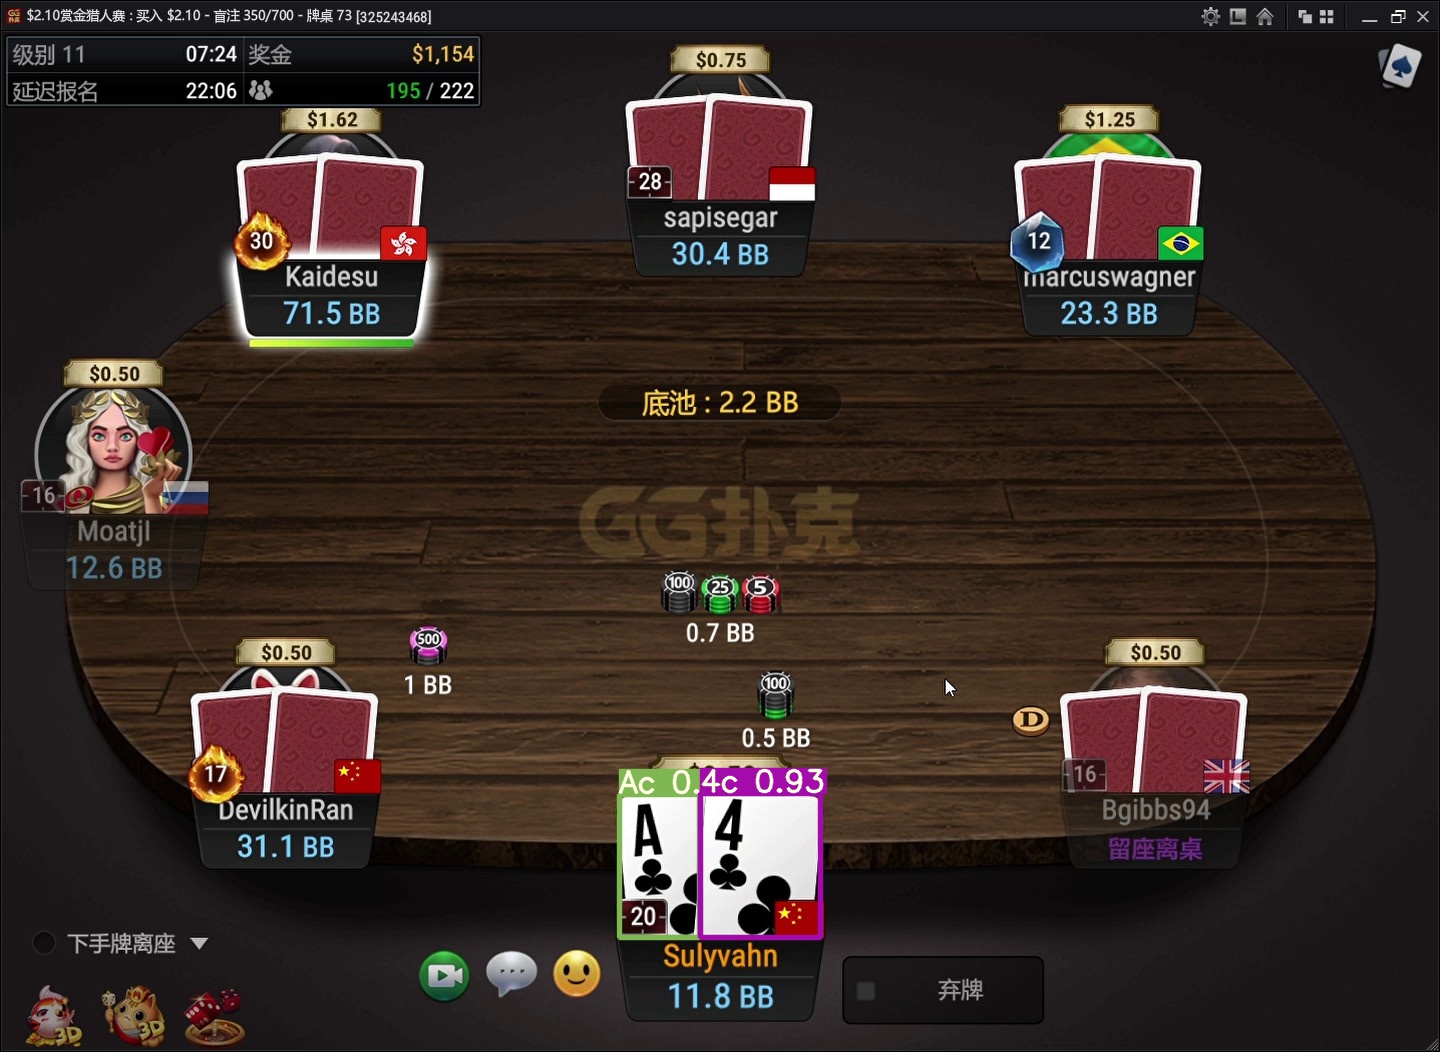 $2.10赏金猎人赛 : 买入 $2.10 - 盲注 350/700 - 牌桌 73 [325243468]
级别 11 07:24 奖金 $1,154
延迟报名 22:06 195 / 222
$0.75
$1.62
$1.25
28
sapisegar
30.4 BB
30
Kaidesu
71.5 BB
12
marcuswagner
23.3 BB
$0.50
16
Moatjl
12.6 BB
底池 : 2.2 BB
GG扑克
100 25 5
0.7 BB
500
1 BB
100
0.5 BB
D
$0.50
17
DevilkinRan
31.1 BB
$0.50
16
Bgibbs94
留座离桌
Ac 0.
4c 0.93
A
4
20
Sulyvahn
11.8 BB
下手牌离座
弃牌
3D
3D